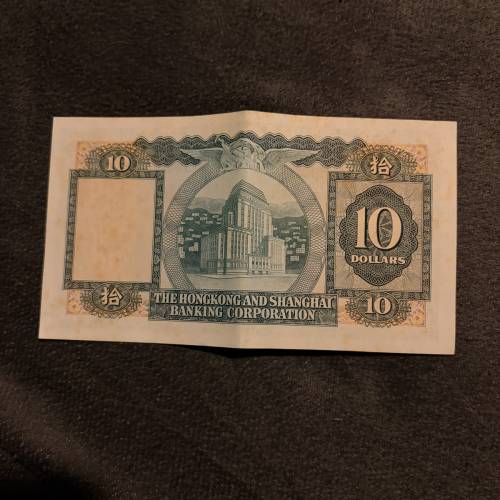 10
拾
10
DOLLARS
拾
THE HONGKONG AND SHANGHAI
BANKING CORPORATION
10